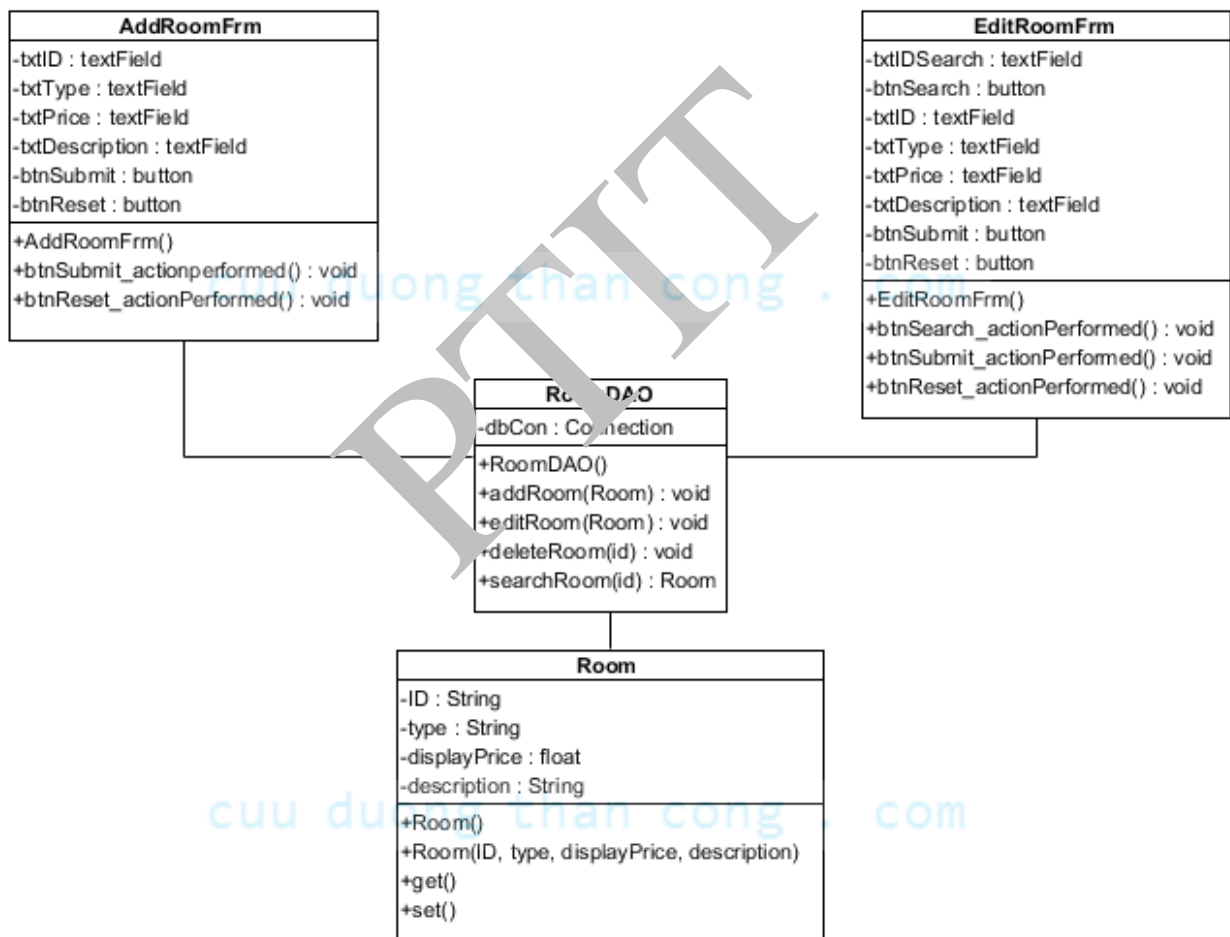 AddRoomFrm
-txtID : textField
-txtType : textField
-txtPrice : textField
-txtDescription : textField
-btnSubmit : button
-btnReset : button
+AddRoomFrm()
+btnSubmit_actionperformed() : void
+btnReset_actionPerformed() : void
EditRoomFrm
-txtIDSearch : textField
-btnSearch : button
-txtID : textField
-txtType : textField
-txtPrice : textField
-txtDescription : textField
-btnSubmit : button
-btnReset : button
+EditRoomFrm()
+btnSearch_actionPerformed() : void
+btnSubmit_actionPerformed() : void
+btnReset_actionPerformed() : void
cuu duong than cong . com
PTIT
RoomDAO
-dbCon : Connection
+RoomDAO()
+addRoom(Room) : void
+editRoom(Room) : void
+deleteRoom(id) : void
+searchRoom(id) : Room
Room
-ID : String
-type : String
-displayPrice : float
-description : String
+Room()
+Room(ID, type, displayPrice, description)
+get()
+set()
cuu duong than cong . com